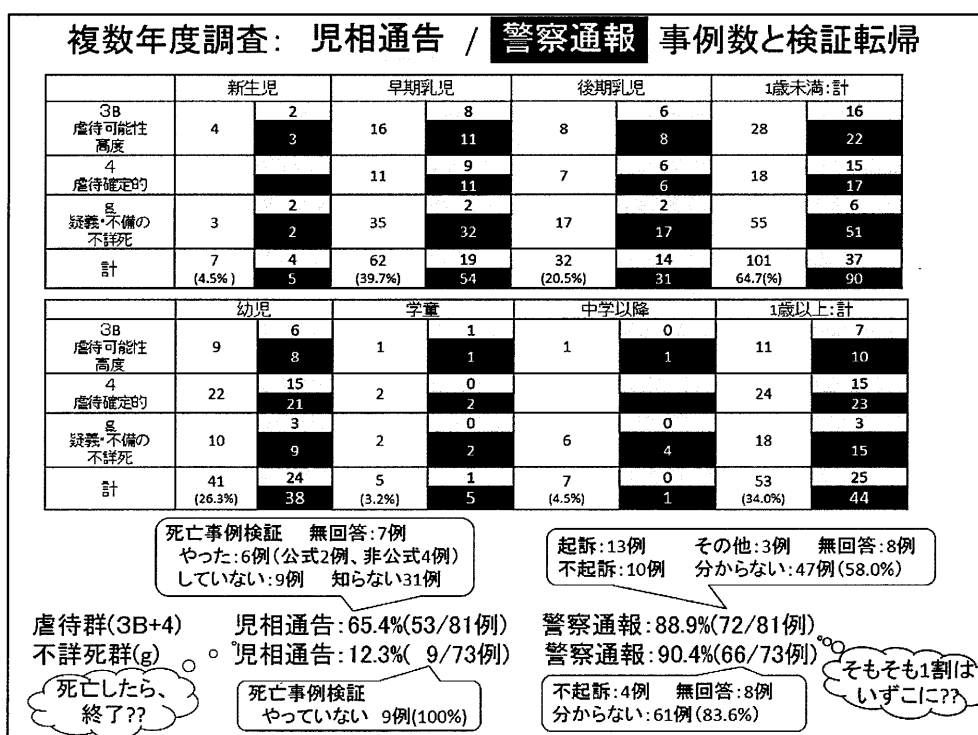 複数年度調査: 児相通告 / 警察通報 事例数と検証転帰
新生児 早期乳児 後期乳児 1歳未満:計
3B 虐待可能性 高度 4 2 3 16 8 11 8 6 8 28 16 22
4 虐待確定的 11 9 11 7 6 6 18 15 17
g 疑義・不備の 不詳死 3 2 2 35 2 32 17 2 17 55 6 51
計 7 (4.5%) 4 5 62 (39.7%) 19 54 32 (20.5%) 14 31 101 64.7(%) 37 90
幼児 学童 中学以降 1歳以上:計
3B 虐待可能性 高度 9 6 8 1 1 1 1 0 1 11 7 10
4 虐待確定的 22 15 21 2 0 2 24 15 23
g 疑義・不備の 不詳死 10 3 9 2 0 2 6 0 4 18 3 15
計 41 (26.3%) 24 38 5 (3.2%) 1 5 7 (4.5%) 0 1 53 (34.0%) 25 44
死亡事例検証 無回答:7例
やった:6例(公式2例、非公式4例)
していない:9例 知らない31例
起訴:13例 その他:3例 無回答:8例
不起訴:10例 分からない:47例(58.0%)
虐待群(3B+4) 児相通告:65.4%(53/81例) 警察通報:88.9%(72/81例)
不詳死群(g) 児相通告:12.3%( 9/73例) 警察通報:90.4%(66/73例)
死亡したら、
終了??
死亡事例検証
やっていない 9例(100%)
不起訴:4例 無回答:8例
分からない:61例(83.6%)
そもそも1割は
いずこに??